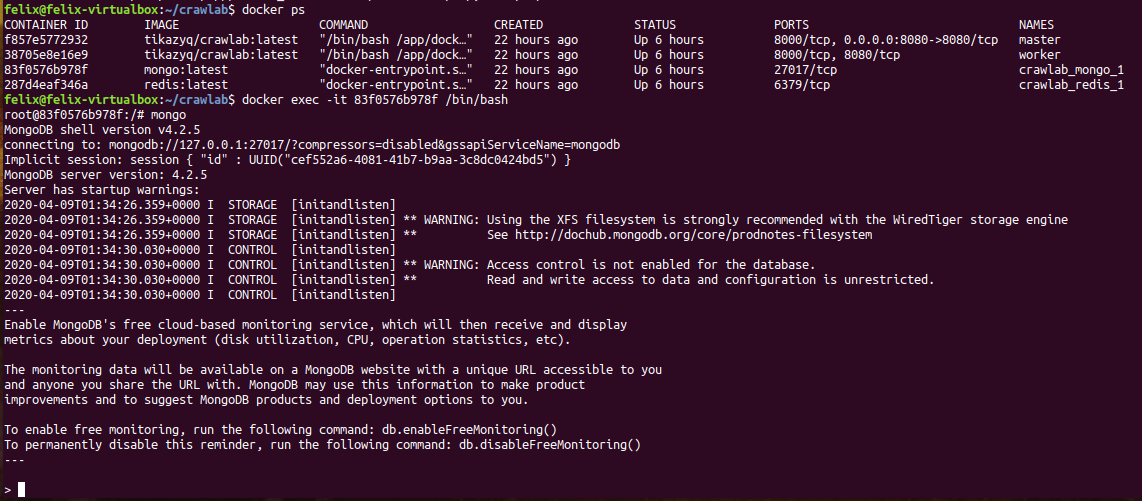 felix@felix-virtualbox:~/crawlab$ docker ps
CONTAINER ID        IMAGE                    COMMAND                  CREATED             STATUS              PORTS                              NAMES
f857e5772932        tikazyq/crawlab:latest   "/bin/bash /app/dock…"   22 hours ago        Up 6 hours          8000/tcp, 0.0.0.0:8080->8080/tcp   master
38705e8e16e9        tikazyq/crawlab:latest   "/bin/bash /app/dock…"   22 hours ago        Up 6 hours          8000/tcp, 8080/tcp                 worker
83f0576b978f        mongo:latest             "docker-entrypoint.s…"   22 hours ago        Up 6 hours          27017/tcp                          crawlab_mongo_1
287d4eaf346a        redis:latest             "docker-entrypoint.s…"   22 hours ago        Up 6 hours          6379/tcp                           crawlab_redis_1
felix@felix-virtualbox:~/crawlab$ docker exec -it 83f0576b978f /bin/bash
root@83f0576b978f:/# mongo
MongoDB shell version v4.2.5
connecting to: mongodb://127.0.0.1:27017/?compressors=disabled&gssapiServiceName=mongodb
Implicit session: session { "id" : UUID("cef552a6-4081-41b7-b9aa-3c8dc0424bd5") }
MongoDB server version: 4.2.5
Server has startup warnings:
2020-04-09T01:34:26.359+0000 I  STORAGE  [initandlisten]
2020-04-09T01:34:26.359+0000 I  STORAGE  [initandlisten] ** WARNING: Using the XFS filesystem is strongly recommended with the WiredTiger storage engine
2020-04-09T01:34:26.359+0000 I  STORAGE  [initandlisten] **          See http://dochub.mongodb.org/core/prodnotes-filesystem
2020-04-09T01:34:30.030+0000 I  CONTROL  [initandlisten]
2020-04-09T01:34:30.030+0000 I  CONTROL  [initandlisten] ** WARNING: Access control is not enabled for the database.
2020-04-09T01:34:30.030+0000 I  CONTROL  [initandlisten] **          Read and write access to data and configuration is unrestricted.
2020-04-09T01:34:30.030+0000 I  CONTROL  [initandlisten]
---
Enable MongoDB's free cloud-based monitoring service, which will then receive and display
metrics about your deployment (disk utilization, CPU, operation statistics, etc).

The monitoring data will be available on a MongoDB website with a unique URL accessible to you
and anyone you share the URL with. MongoDB may use this information to make product
improvements and to suggest MongoDB products and deployment options to you.

To enable free monitoring, run the following command: db.enableFreeMonitoring()
To permanently disable this reminder, run the following command: db.disableFreeMonitoring()
---

>